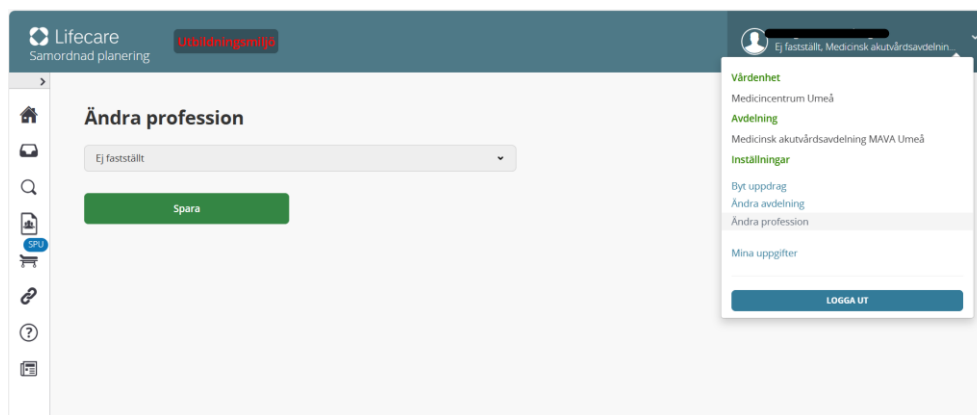 Lifecare
Samordnad planering
Utbildningsmiljö
Ej fastställt, Medicinsk akutvårdsavdelnin...
Ändra profession
Ej fastställt
Spara
SPU
Vårdenhet
Medicincentrum Umeå
Avdelning
Medicinsk akutvårdsavdelning MAVA Umeå
Inställningar
Byt uppdrag
Ändra avdelning
Ändra profession
Mina uppgifter
LOGGA UT